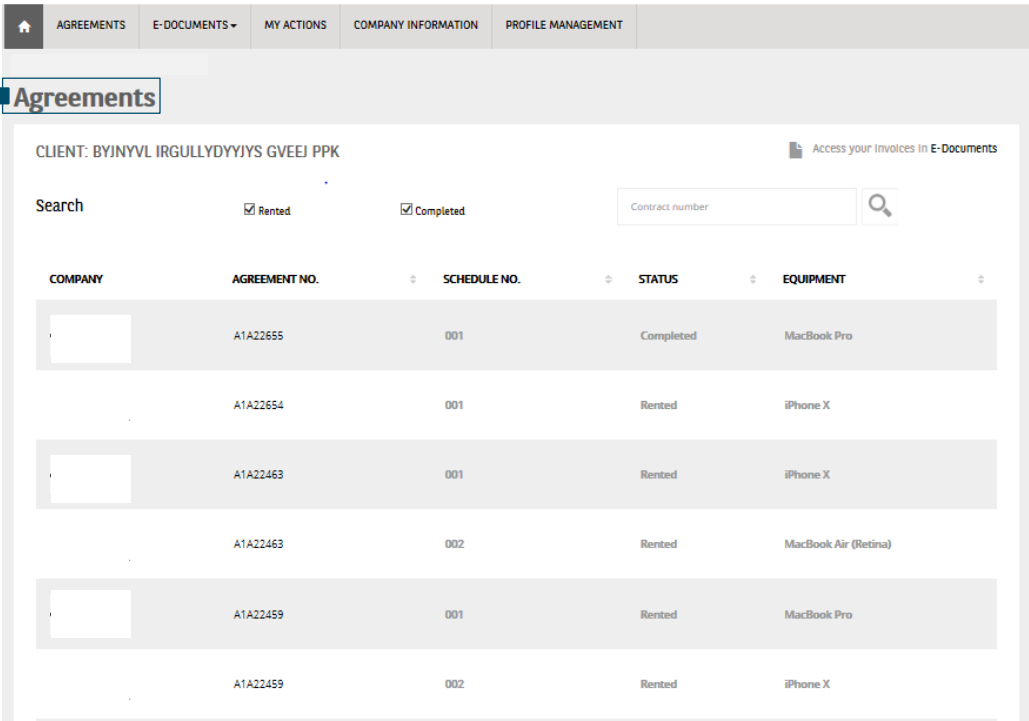 AGREEMENTS E-DOCUMENTS MY ACTIONS COMPANY INFORMATION PROFILE MANAGEMENT
Agreements
CLIENT: BYJNYVL IRGULLYDYYJYS GVEEJ PPK Access your Invoices in E-Documents
Search Rented Completed Contract number
COMPANY AGREEMENT NO. SCHEDULE NO. STATUS EQUIPMENT
A1A22655 001 Completed MacBook Pro
A1A22654 001 Rented iPhone X
A1A22463 001 Rented iPhone X
A1A22463 002 Rented MacBook Air (Retina)
A1A22459 001 Rented MacBook Pro
A1A22459 002 Rented iPhone X